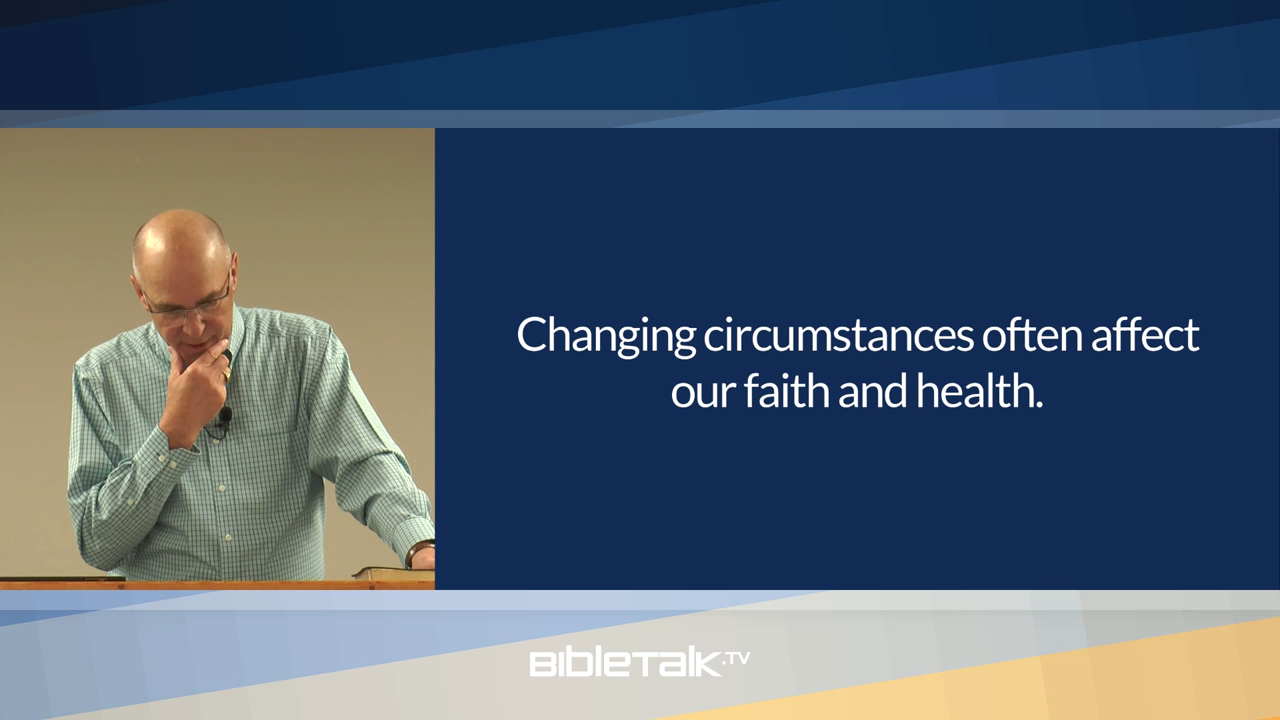 Changing circumstances often affect
our faith and health.
BibleTalk.TV